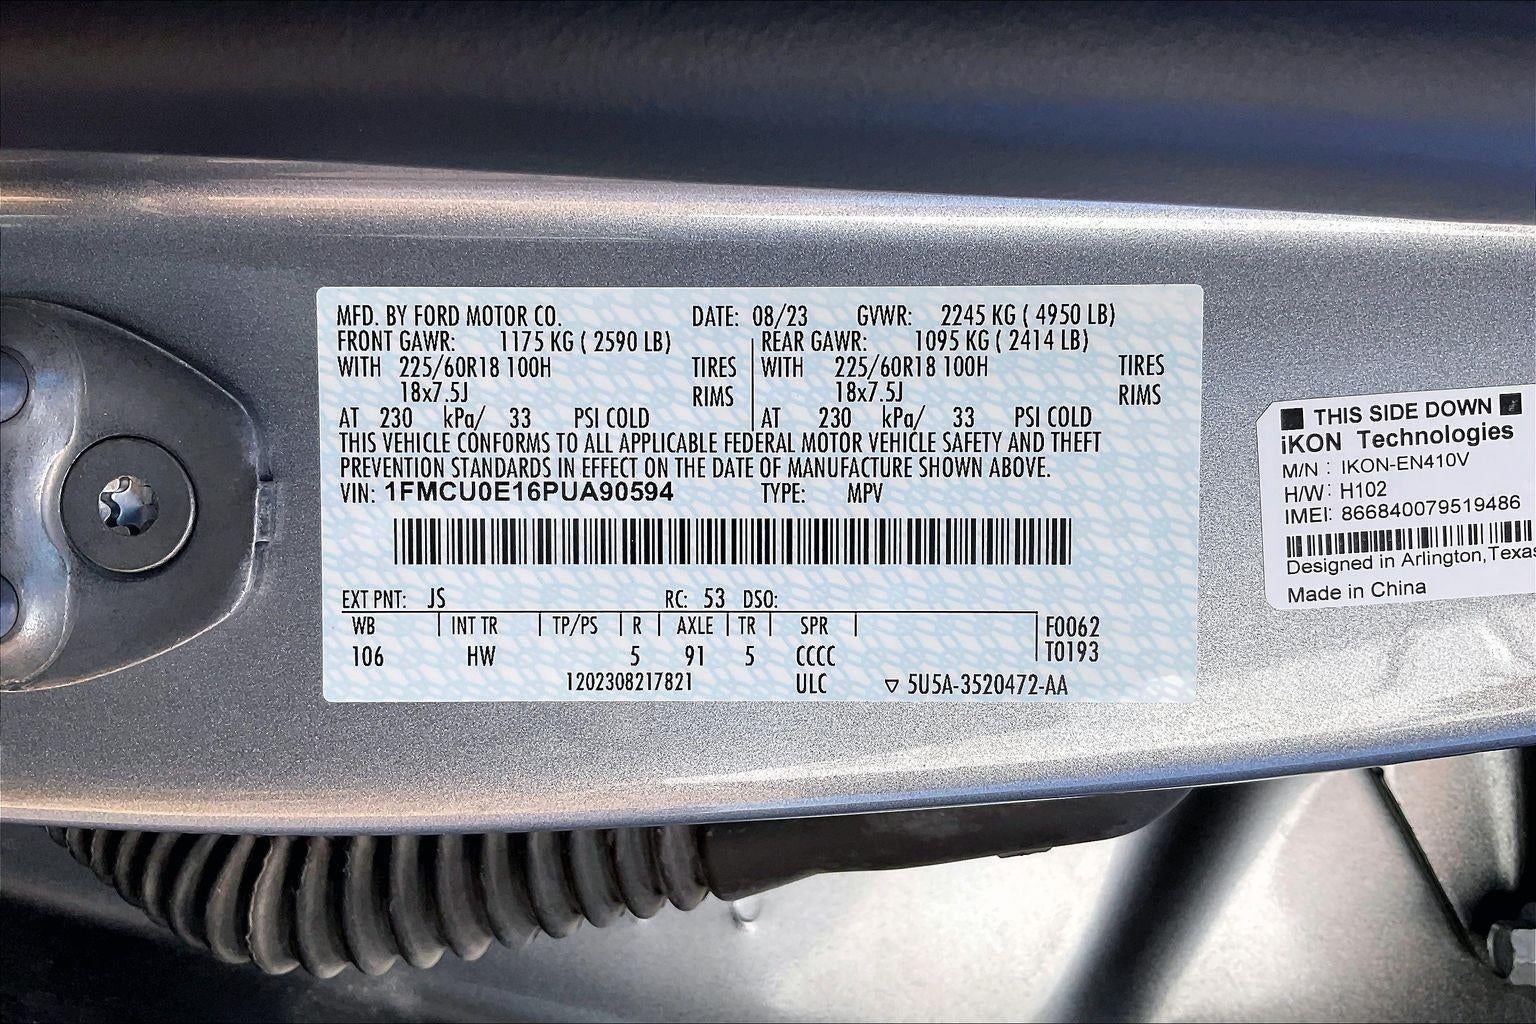 MFD. BY FORD MOTOR CO. DATE: 08/23 GVWR: 2245 KG ( 4950 LB)
FRONT GAWR: 1175 KG ( 2590 LB) REAR GAWR: 1095 KG ( 2414 LB)
WITH 225/60R18 100H TIRES WITH 225/60R18 100H TIRES
18x7.5J RIMS 18x7.5J RIMS
AT 230 kPa/ 33 PSI COLD AT 230 kPa/ 33 PSI COLD
THIS VEHICLE CONFORMS TO ALL APPLICABLE FEDERAL MOTOR VEHICLE SAFETY AND THEFT
PREVENTION STANDARDS IN EFFECT ON THE DATE OF MANUFACTURE SHOWN ABOVE.
VIN: 1FMCU0E16PUA90594 TYPE: MPV
EXT PNT: JS RC: 53 DSO:
WB INT TR TP/PS R AXLE TR SPR F0062
106 HW 5 91 5 CCCC T0193
1202308217821 ULC ▽ 5U5A-3520472-AA
THIS SIDE DOWN
iKON Technologies
M/N : IKON-EN410V
H/W: H102
IMEI: 866840079519486
Designed in Arlington, Texas
Made in China